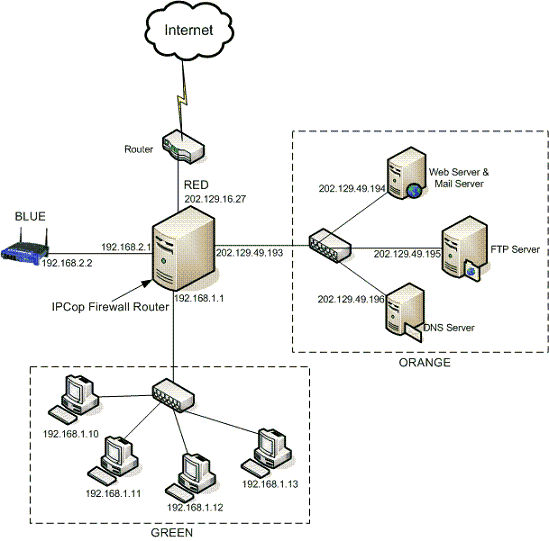 Internet
Router
RED
202.129.16.27
BLUE
192.168.2.2
192.168.2.1
202.129.49.193
192.168.1.1
IPCop Firewall Router
202.129.49.194
Web Server &
Mail Server
202.129.49.195
FTP Server
202.129.49.196
DNS Server
ORANGE
192.168.1.10
192.168.1.11
192.168.1.12
192.168.1.13
GREEN